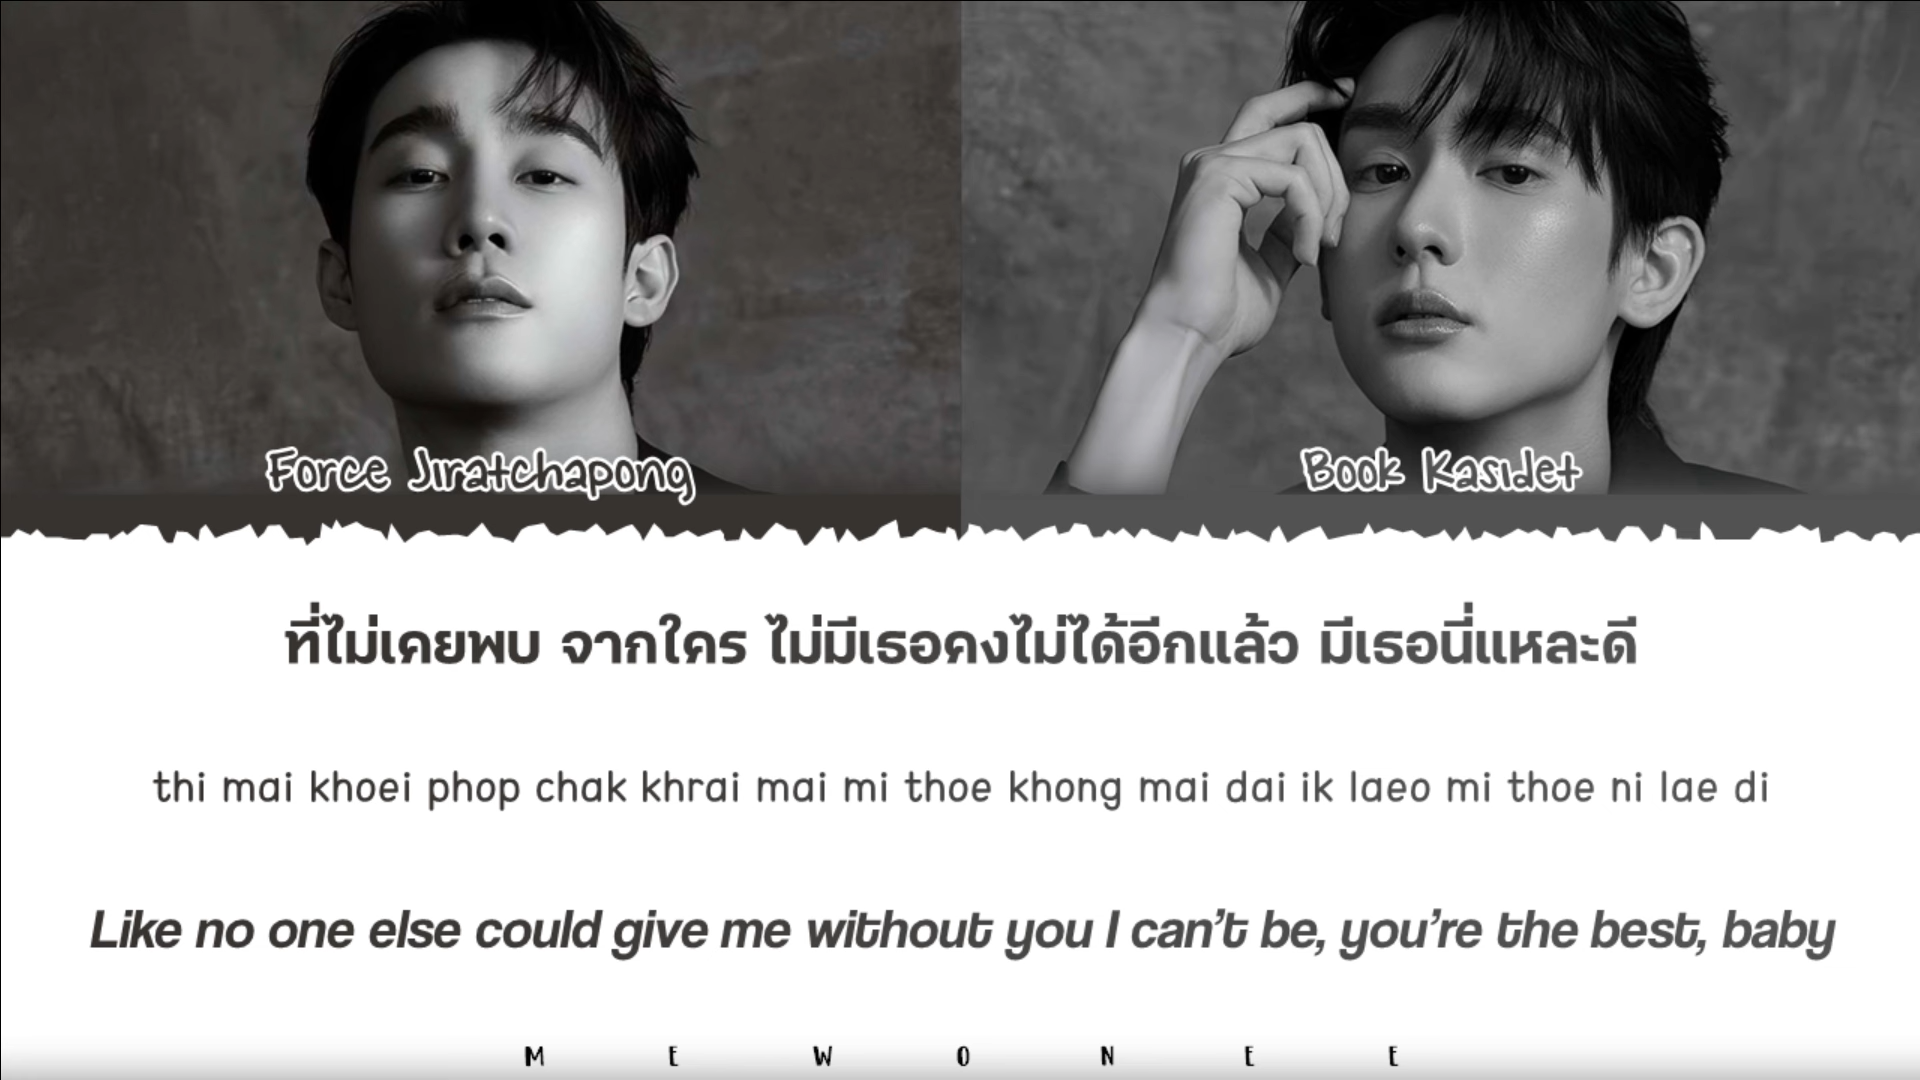 Force Jiratchapong
Book Kasidet
ที่ไม่เคยพบ จากใคร ไม่มีเธอคงไม่ได้อีกแล้ว มีเธอนี่แหละดี
thi mai khoei phop chak khrai mai mi thoe khong mai dai ik laeo mi thoe ni lae di
Like no one else could give me without you I can't be, you're the best, baby
M E W O N E E